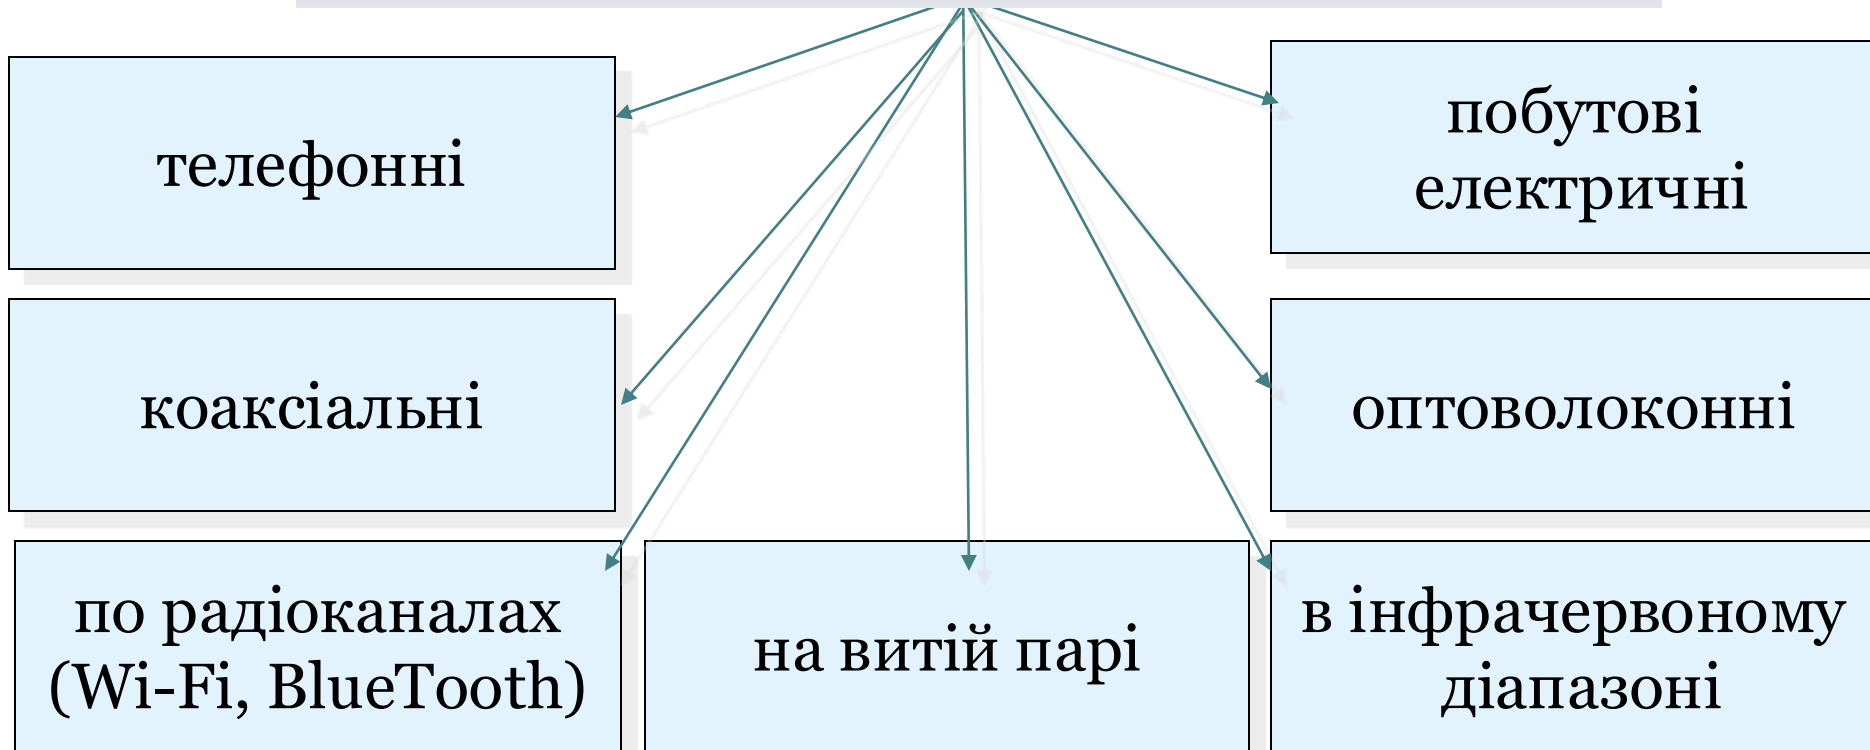 телефонні
побутові
електричні
коаксіальні
оптоволоконні
по радіоканалах
(Wi-Fi, BlueTooth)
на витій парі
в інфрачервоному
діапазоні